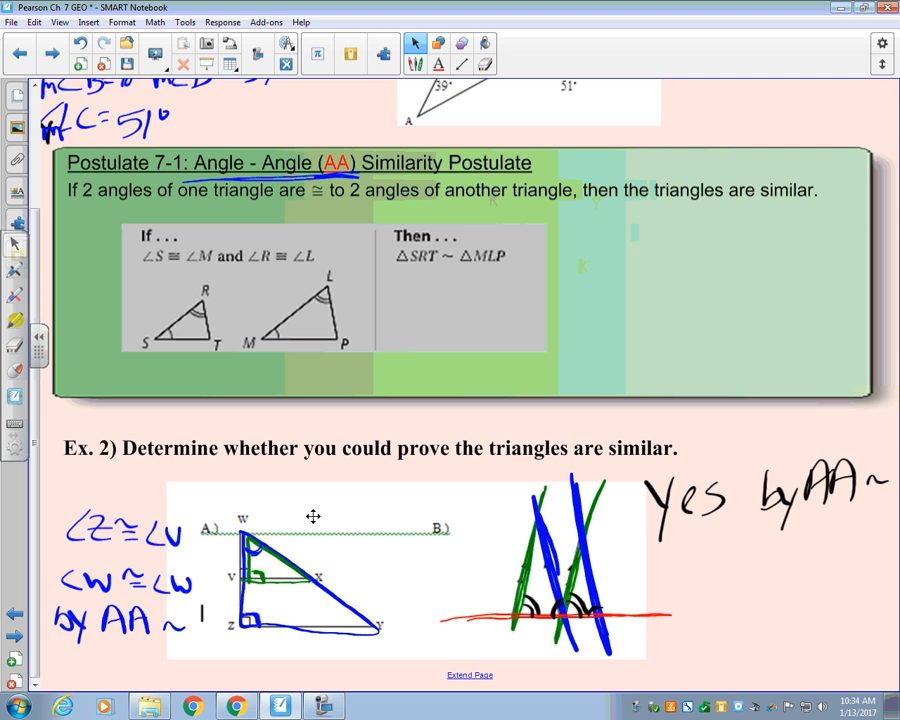 Pearson Ch 7 GEO * - SMART Notebook
File Edit View Insert Format Math Tools Response Add-ons Help
39°
51°
A
m∠C = 51°
Postulate 7-1: Angle - Angle (AA) Similarity Postulate
If 2 angles of one triangle are ≅ to 2 angles of another triangle, then the triangles are similar.
If . . .
Then . . .
∠S ≅ ∠M and ∠R ≅ ∠L
△SRT ~ △MLP
R
L
S
T
M
P
Ex. 2) Determine whether you could prove the triangles are similar.
Yes by AA ~
∠Z ≅ ∠V
A.)
W
B.)
∠W ≅ ∠W
V
X
by AA ~
Z
Y
Extend Page
10:34 AM
1/13/2017